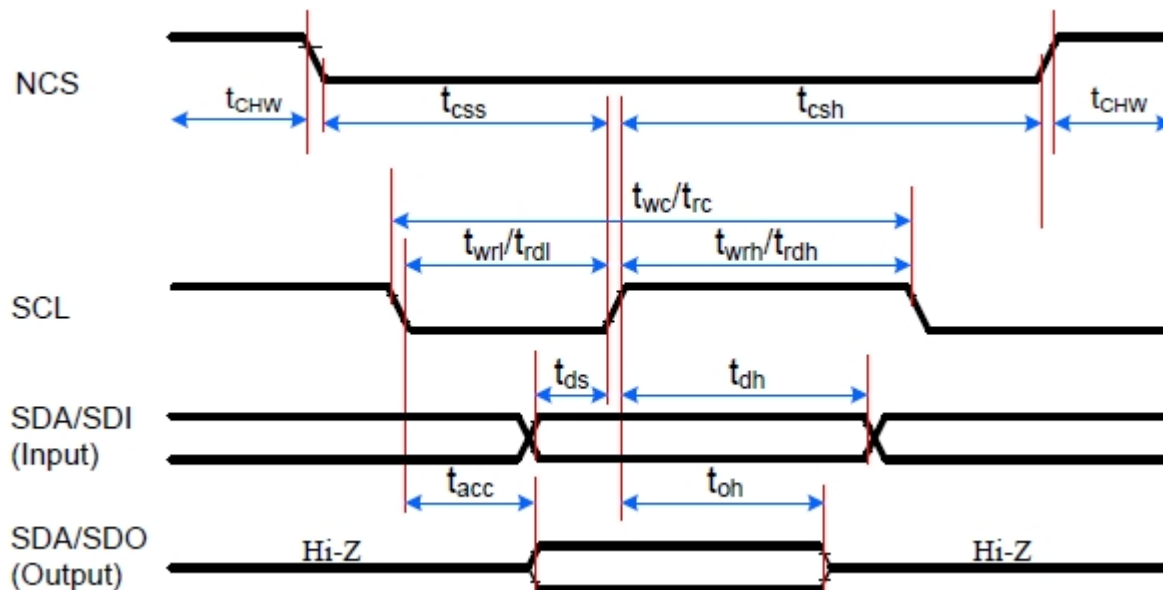 NCS
tCHW
tcss
tcsh
tCHW
twc/trc
twrl/trdl
twrh/trdh
SCL
tds
tdh
SDA/SDI
(Input)
tacc
toh
SDA/SDO
(Output)
Hi-Z
Hi-Z